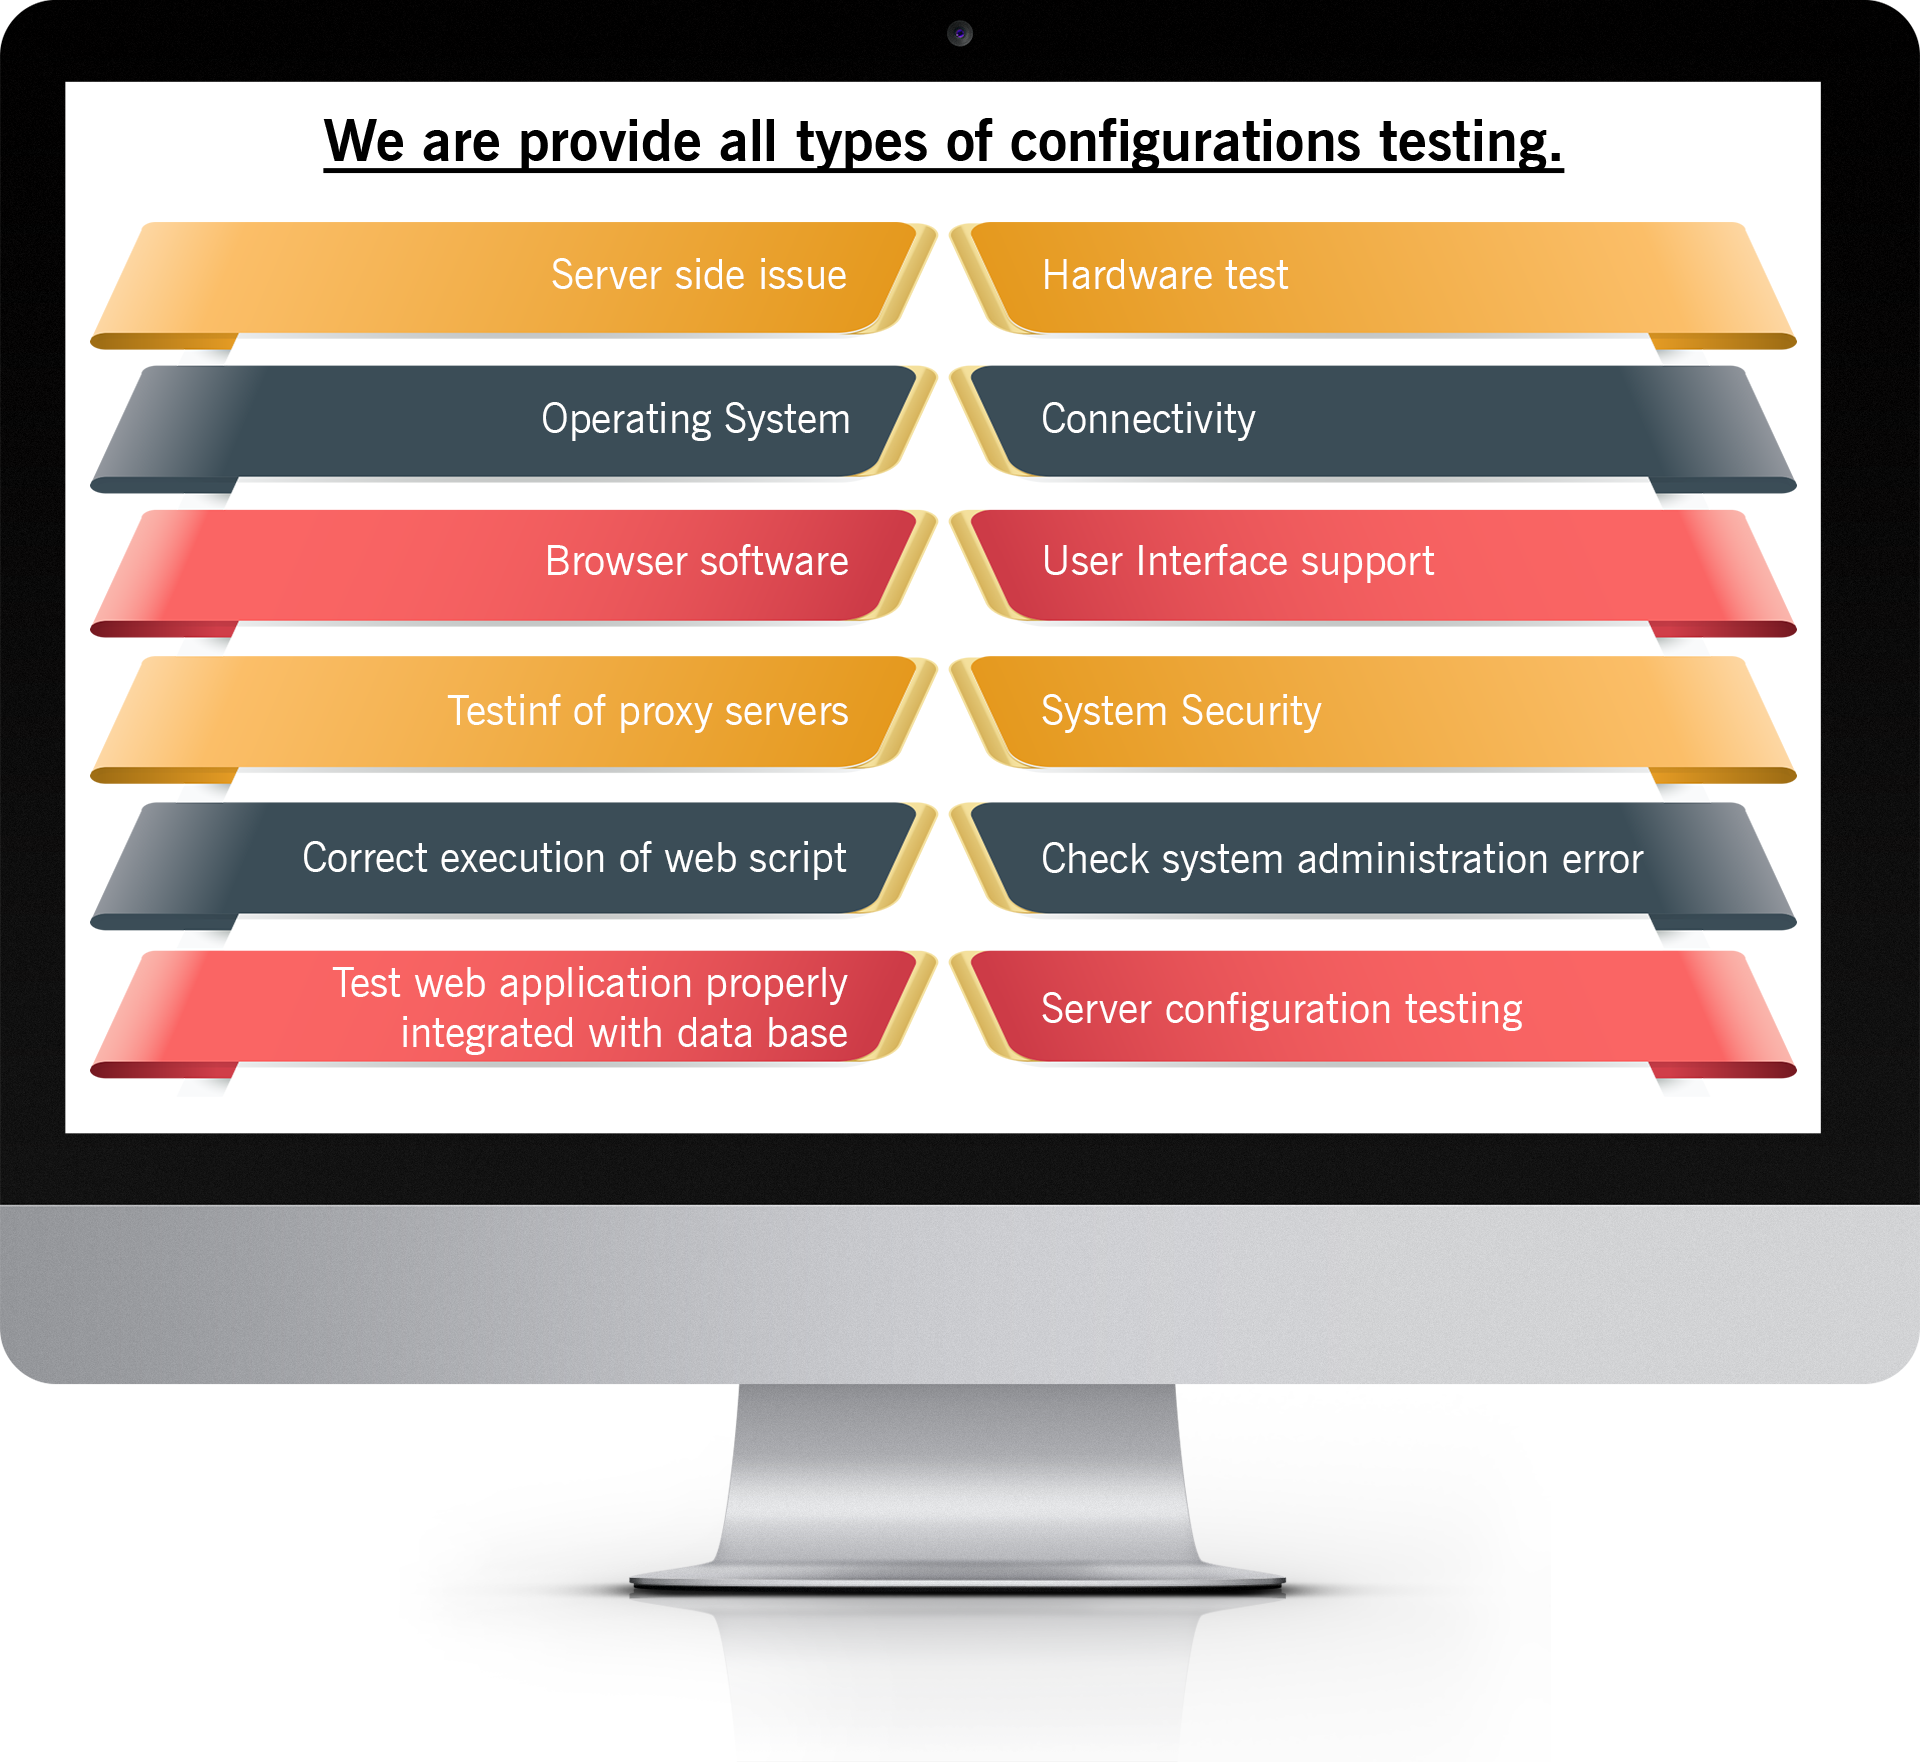 We are provide all types of configurations testing.
Server side issue
Hardware test
Operating System
Connectivity
Browser software
User Interface support
Testinf of proxy servers
System Security
Correct execution of web script
Check system administration error
Test web application properly
integrated with data base
Server configuration testing